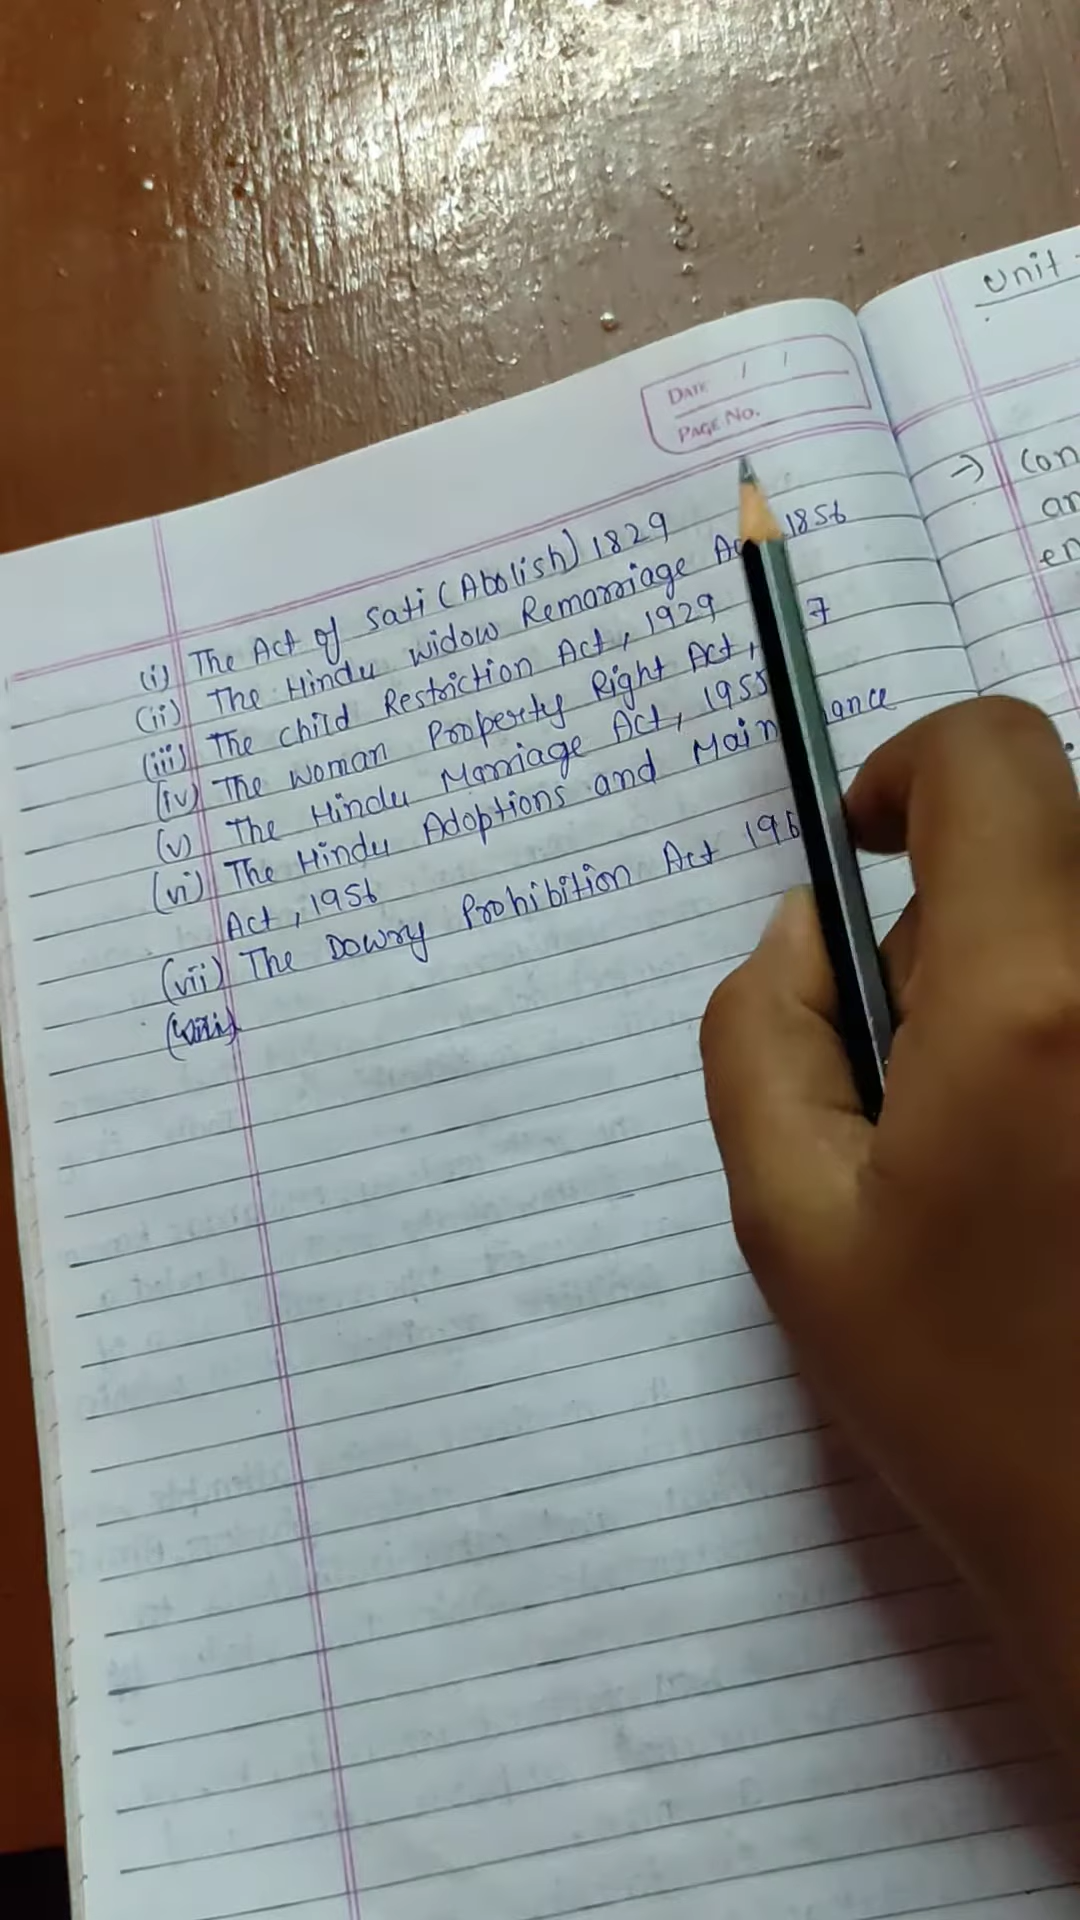 DATE / /
PAGE No.
(i) The Act of Sati (Abolish) 1829
(ii) The Hindu widow Remarriage Ac 1856
(iii) The child Restriction Act, 1929
(iv) The woman Property Right Act, 7
(v) The Hindu Marriage Act, 1955
(vi) The Hindu Adoptions and Main ance
Act, 1956
(vii) The Dowry Prohibition Act 196
Unit -
→ Con
an
en